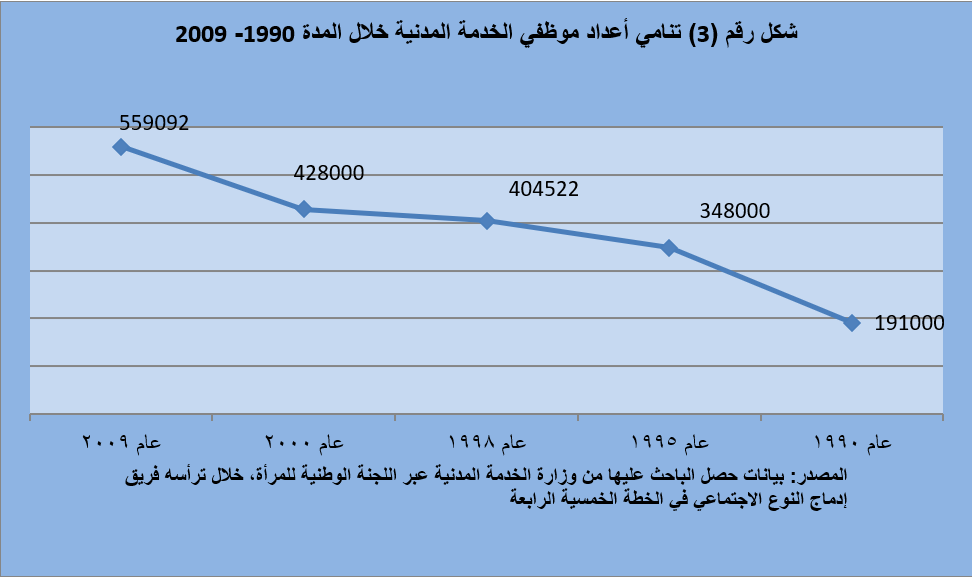 شكل رقم (3) تنامي أعداد موظفي الخدمة المدنية خلال المدة 1990- 2009
559092
428000
404522
348000
191000
عام ١٩٩٠
عام ١٩٩٥
عام ١٩٩٨
عام ٢٠٠٠
عام ٢٠٠٩
المصدر: بيانات حصل الباحث عليها من وزارة الخدمة المدنية عبر اللجنة الوطنية للمرأة، خلال ترأسه فريق
إدماج النوع الاجتماعي في الخطة الخمسية الرابعة